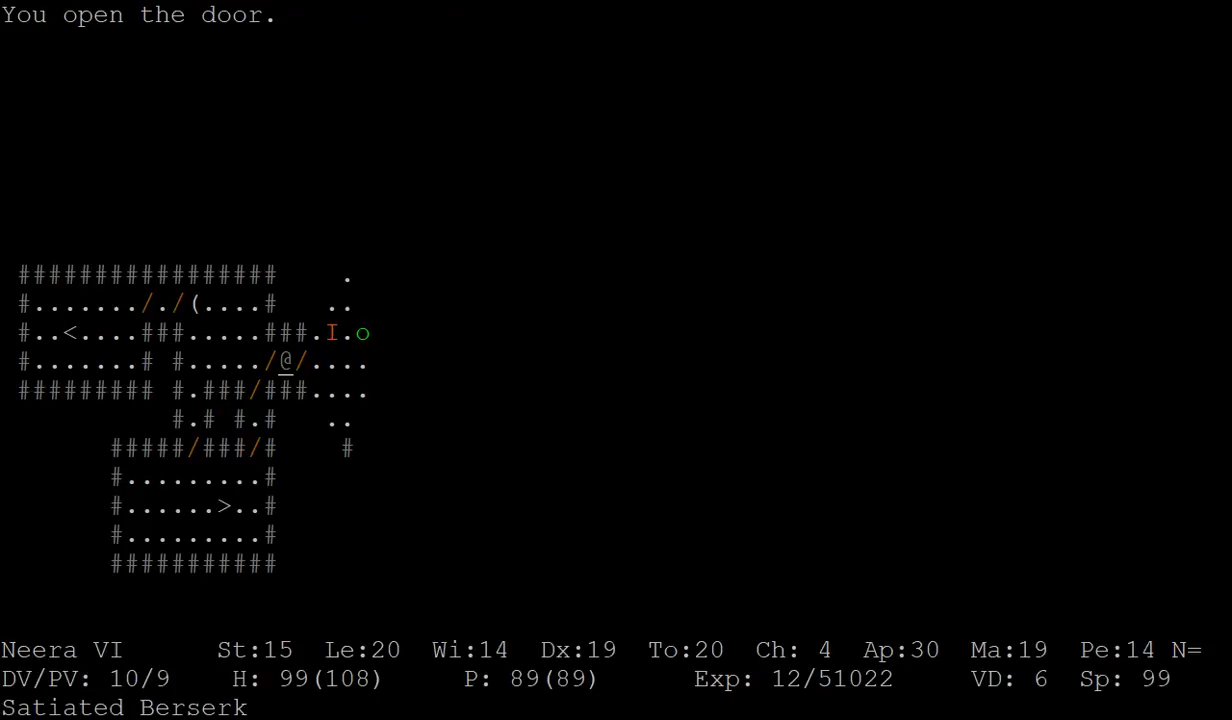 You open the door.
################# .
#......./././(....# ..
#..<....###.....###.I.o
#.......# #...../@/....
######### #.###/###....
#.# #.# ..
#####/###/# #
#.........#
#......>..#
#.........#
###########
Neera VI St:15 Le:20 Wi:14 Dx:19 To:20 Ch: 4 Ap:30 Ma:19 Pe:14 N=
DV/PV: 10/9 H: 99(108) P: 89(89) Exp: 12/51022 VD: 6 Sp: 99
Satiated Berserk